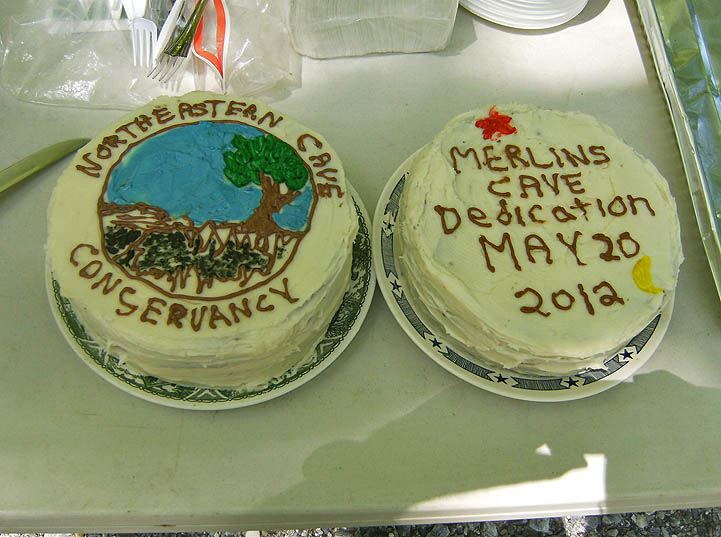 NORTHEASTERN CAVE
CONSERVANCY
MERLINS
CAVE
Dedication
MAY 20
2012